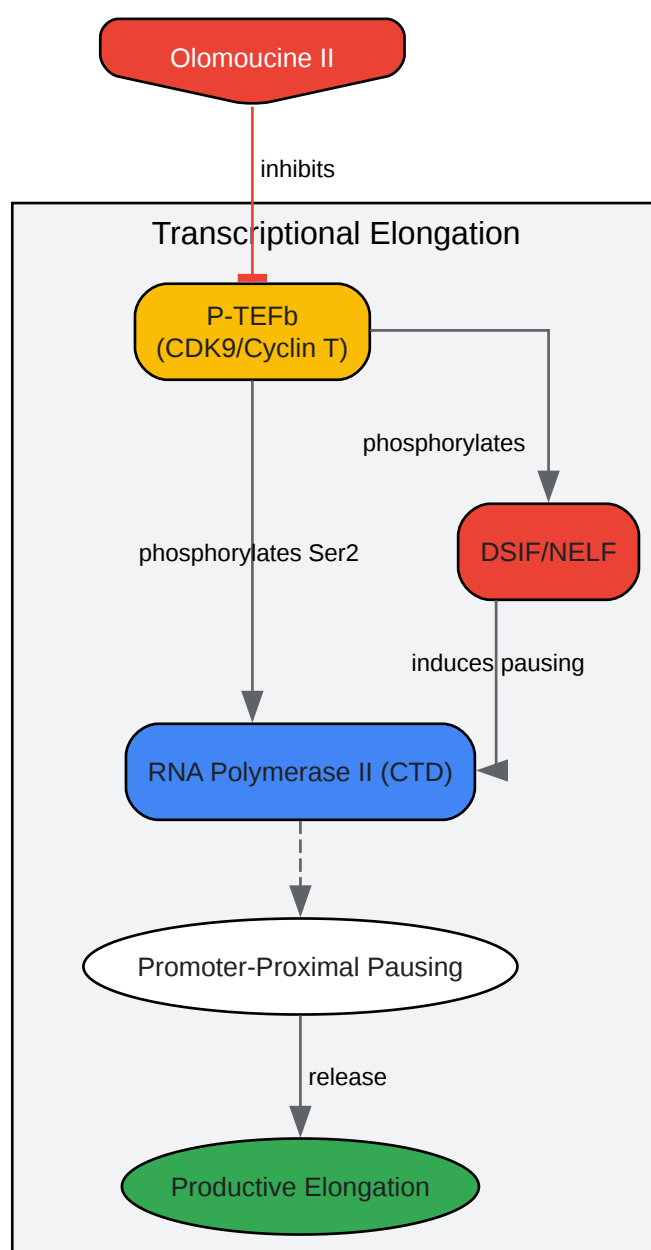 Olomoucine II
inhibits
Transcriptional Elongation
P-TEFb
(CDK9/Cyclin T)
phosphorylates
DSIF/NELF
phosphorylates Ser2
induces pausing
RNA Polymerase II (CTD)
Promoter-Proximal Pausing
release
Productive Elongation